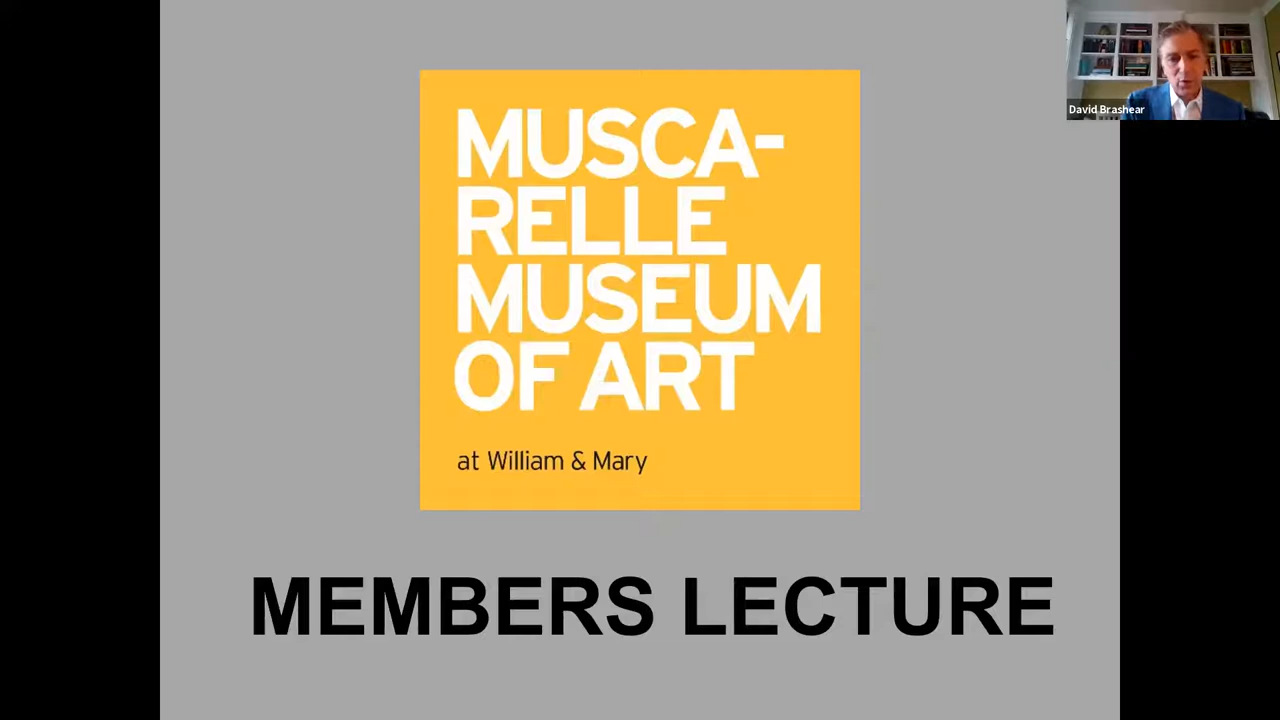 MUSCA-
RELLE
MUSEUM
OF ART
at William & Mary
MEMBERS LECTURE
David Brashear